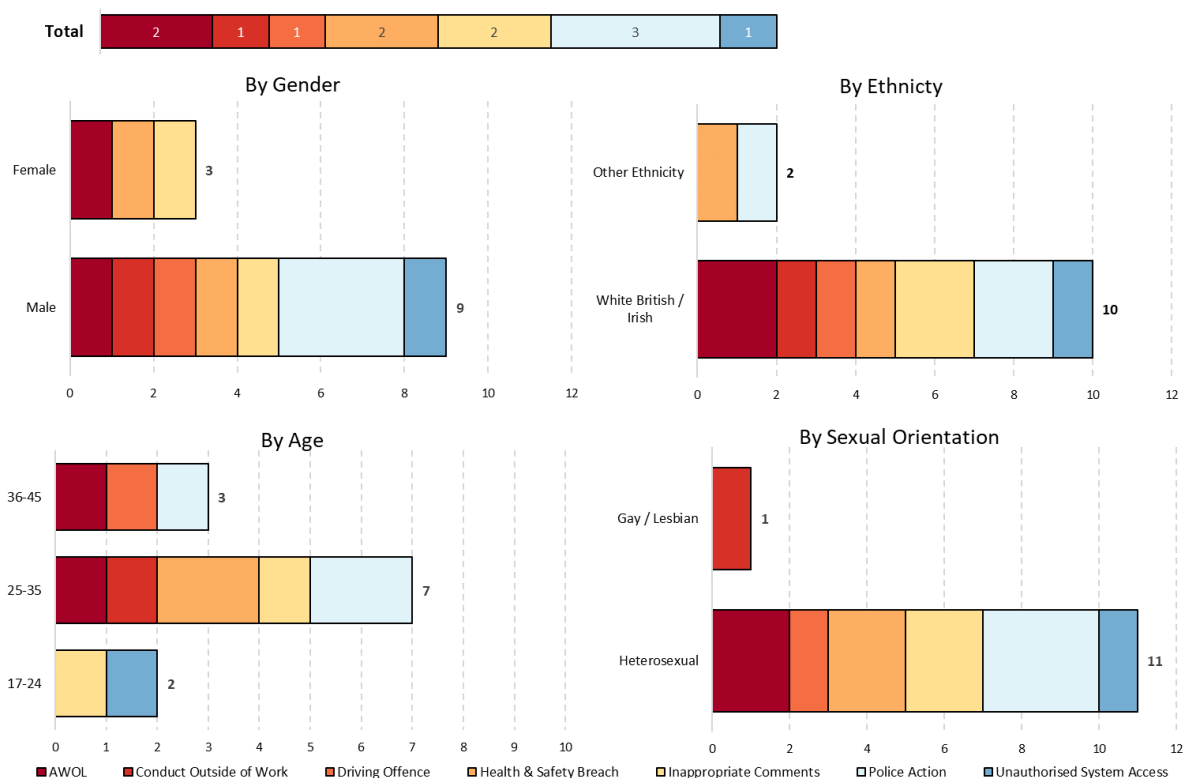 Total 2 1 1 2 2 3 1
By Gender
Female 3
Male 9
0 2 4 6 8 10 12
By Ethnicty
Other Ethnicity 2
White British /
Irish 10
0 2 4 6 8 10 12
By Age
36-45 3
25-35 7
17-24 2
0 1 2 3 4 5 6 7 8 9 10
By Sexual Orientation
Gay / Lesbian 1
Heterosexual 11
0 2 4 6 8 10 12
AWOL Conduct Outside of Work Driving Offence Health & Safety Breach Inappropriate Comments Police Action Unauthorised System Access